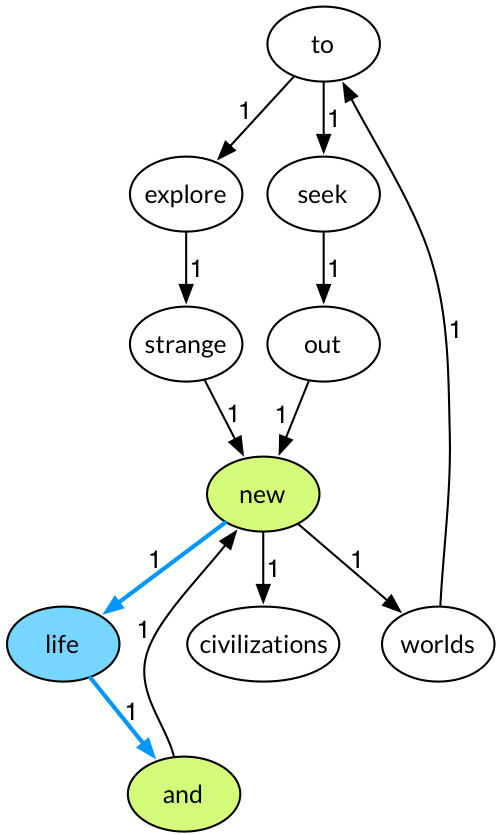 to
1
1
explore
seek
1
1
strange
out
1
1
1
new
1
1
1
life
civilizations
worlds
1
1
and